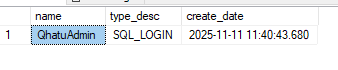 name type_desc create_date
1 QhatuAdmin SQL_LOGIN 2025-11-11 11:40:43.680